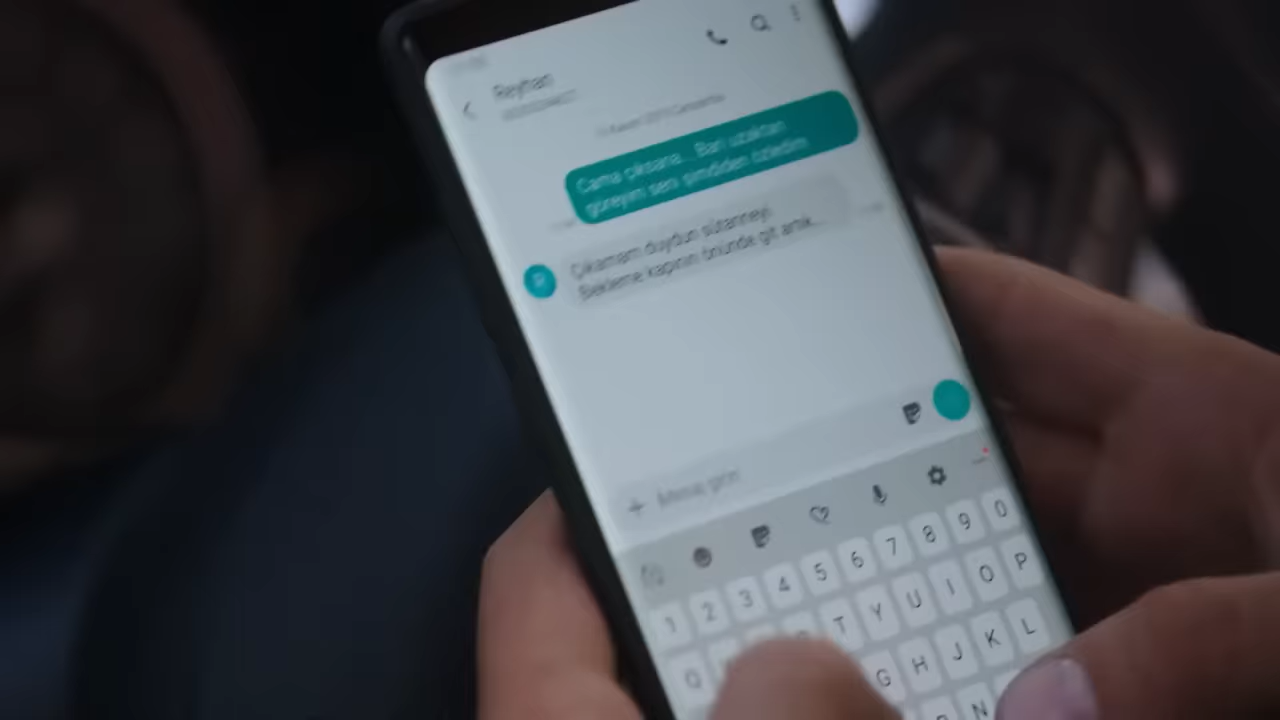 Reyhan
Cama çıksana... Bari uzaktan
göreyim seni şimdiden özledim
R
Çıkamam duydun sütanneyi
Bekleme kapının önünde git artık...
Mesaj girin
1 2 3 4 5 6 7 8 9 0
Q T Y U I O P
G H J K L
N